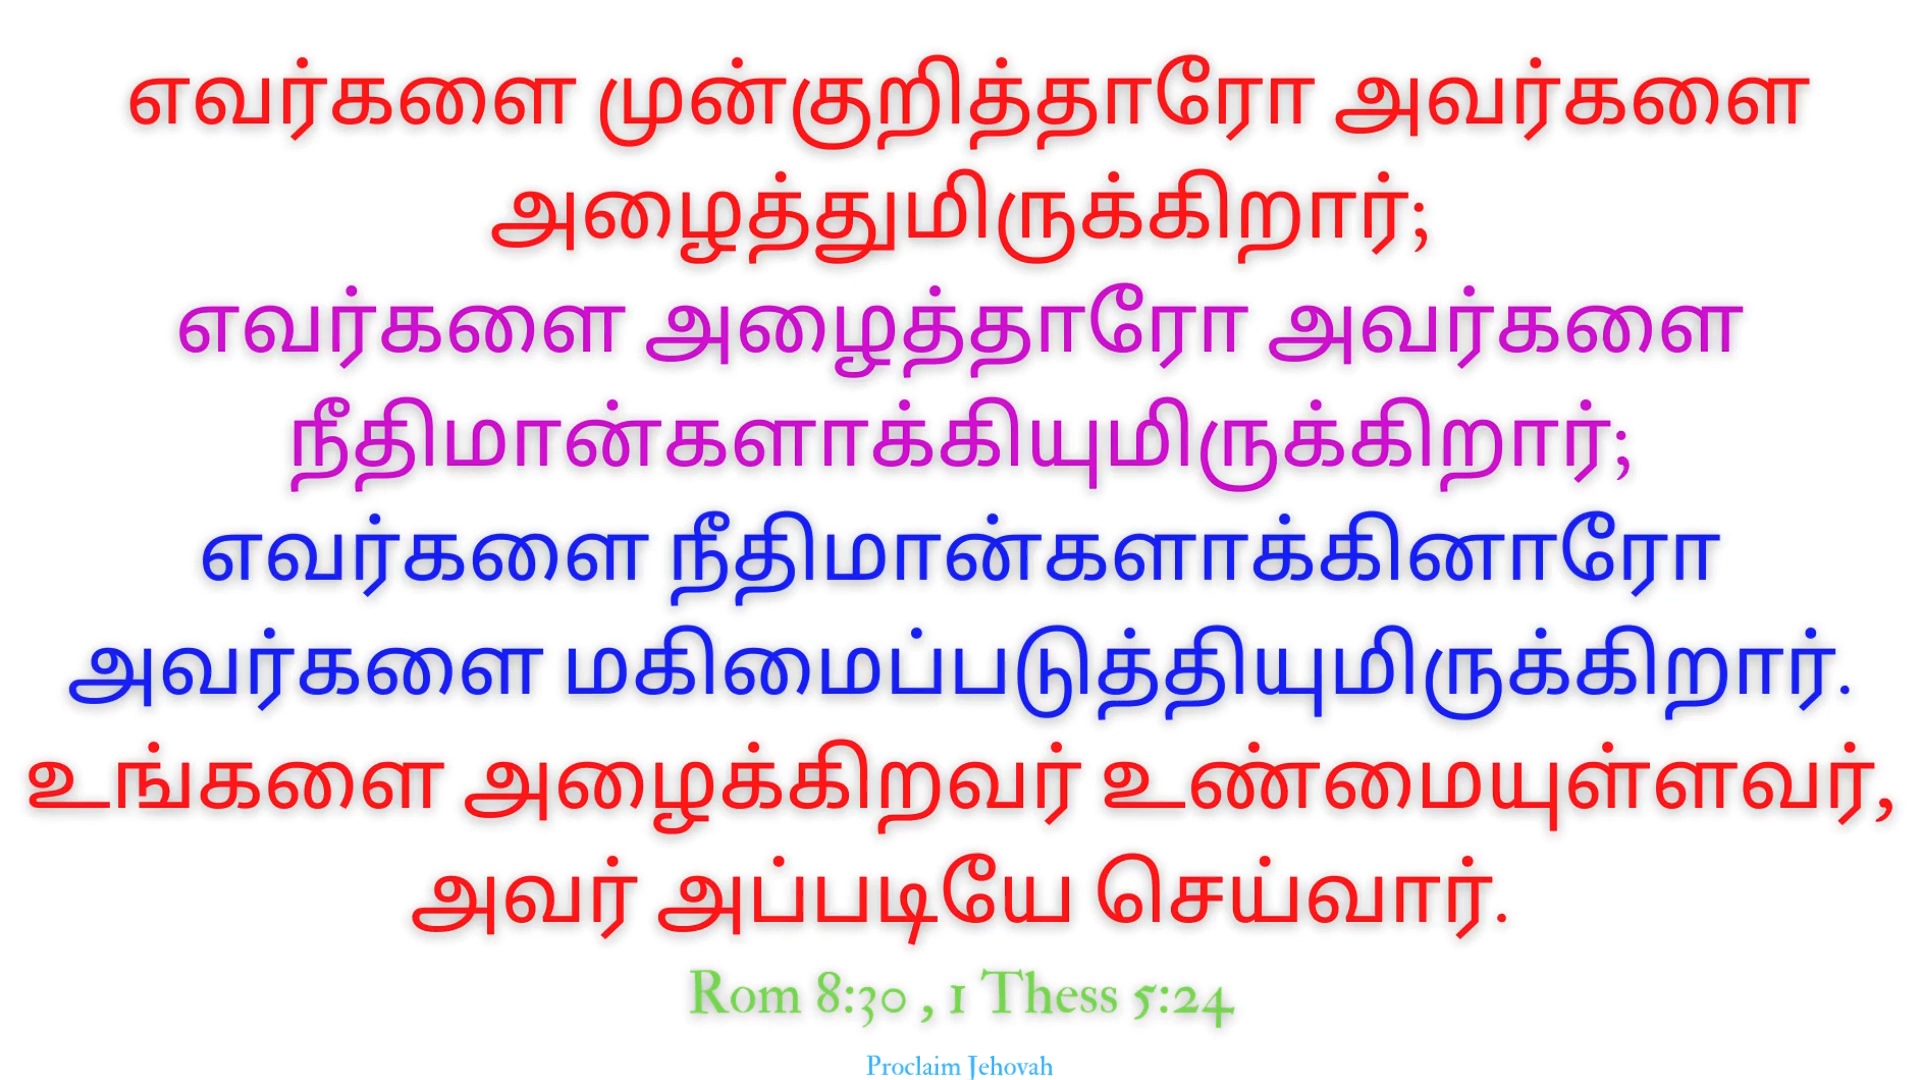 எவர்களை முன்குறித்தாரோ அவர்களை
அழைத்துமிருக்கிறார்;
எவர்களை அழைத்தாரோ அவர்களை
நீதிமான்களாக்கியுமிருக்கிறார்;
எவர்களை நீதிமான்களாக்கினாரோ
அவர்களை மகிமைப்படுத்தியுமிருக்கிறார்.
உங்களை அழைக்கிறவர் உண்மையுள்ளவர்,
அவர் அப்படியே செய்வார்.
Rom 8:30 , 1 Thess 5:24
Proclaim Jehovah